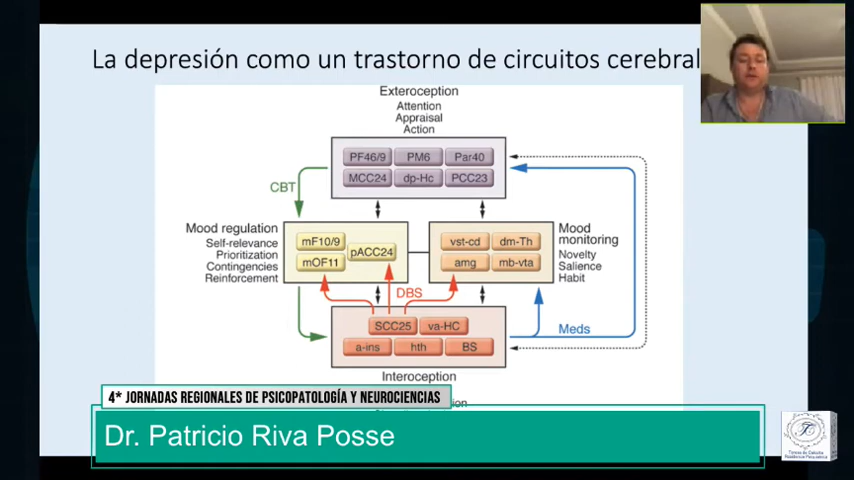 La depresión como un trastorno de circuitos cerebral
Exteroception
Attention
Appraisal
Action
PF46/9 PM6 Par40
MCC24 dp-Hc PCC23
CBT
Mood regulation
Self-relevance
Prioritization
Contingencies
Reinforcement
mF10/9
mOF11
pACC24
vst-cd dm-Th
amg mb-vta
Mood
monitoring
Novelty
Salience
Habit
DBS
SCC25 va-HC
a-ins hth BS
Meds
Interoception
4* JORNADAS REGIONALES DE PSICOPATOLOGÍA Y NEUROCIENCIAS
Dr. Patricio Riva Posse